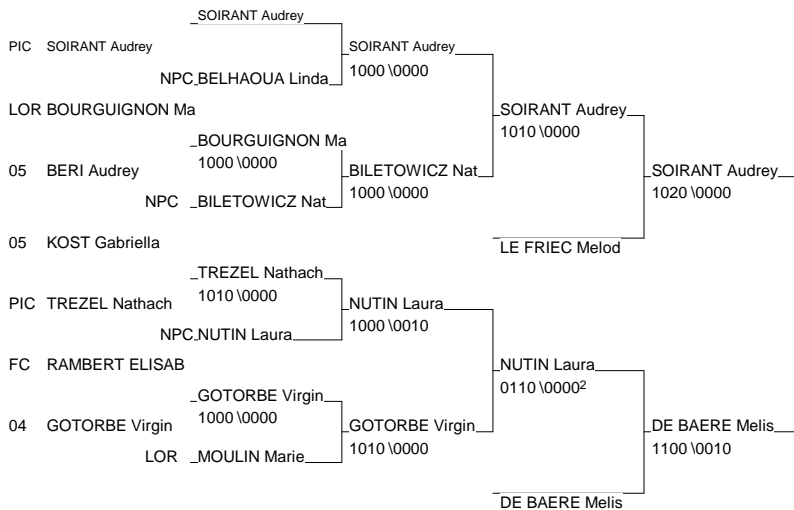 SOIRANT Audrey
PIC SOIRANT Audrey SOIRANT Audrey
NPC BELHAOUA Linda 1000 \0000
LOR BOURGUIGNON Ma SOIRANT Audrey
1010 \0000
BOURGUIGNON Ma
1000 \0000
05 BERI Audrey BILETOWICZ Nat SOIRANT Audrey
1000 \0000 1020 \0000
NPC BILETOWICZ Nat
05 KOST Gabriella LE FRIEC Melod
TREZEL Nathach
1010 \0000
PIC TREZEL Nathach NUTIN Laura
NPC NUTIN Laura 1000 \0010
FC RAMBERT ELISAB NUTIN Laura
0110 \0000²
GOTORBE Virgin
1000 \0000
04 GOTORBE Virgin GOTORBE Virgin DE BAERE Melis
1010 \0000 1100 \0010
LOR MOULIN Marie
DE BAERE Melis